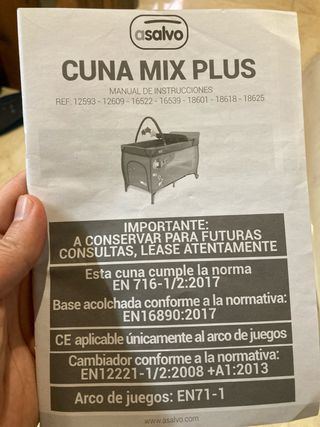 asalvo
CUNA MIX PLUS
MANUAL DE INSTRUCCIONES
REF: 12593 - 12609 - 16522 - 16539 - 18601 - 18618 - 18625
IMPORTANTE:
A CONSERVAR PARA FUTURAS
CONSULTAS, LEASE ATENTAMENTE
Esta cuna cumple la norma
EN 716-1/2:2017
Base acolchada conforme a la normativa:
EN16890:2017
CE aplicable únicamente al arco de juegos
Cambiador conforme a la normativa:
EN12221-1/2:2008 +A1:2013
Arco de juegos: EN71-1
www.asalvo.com